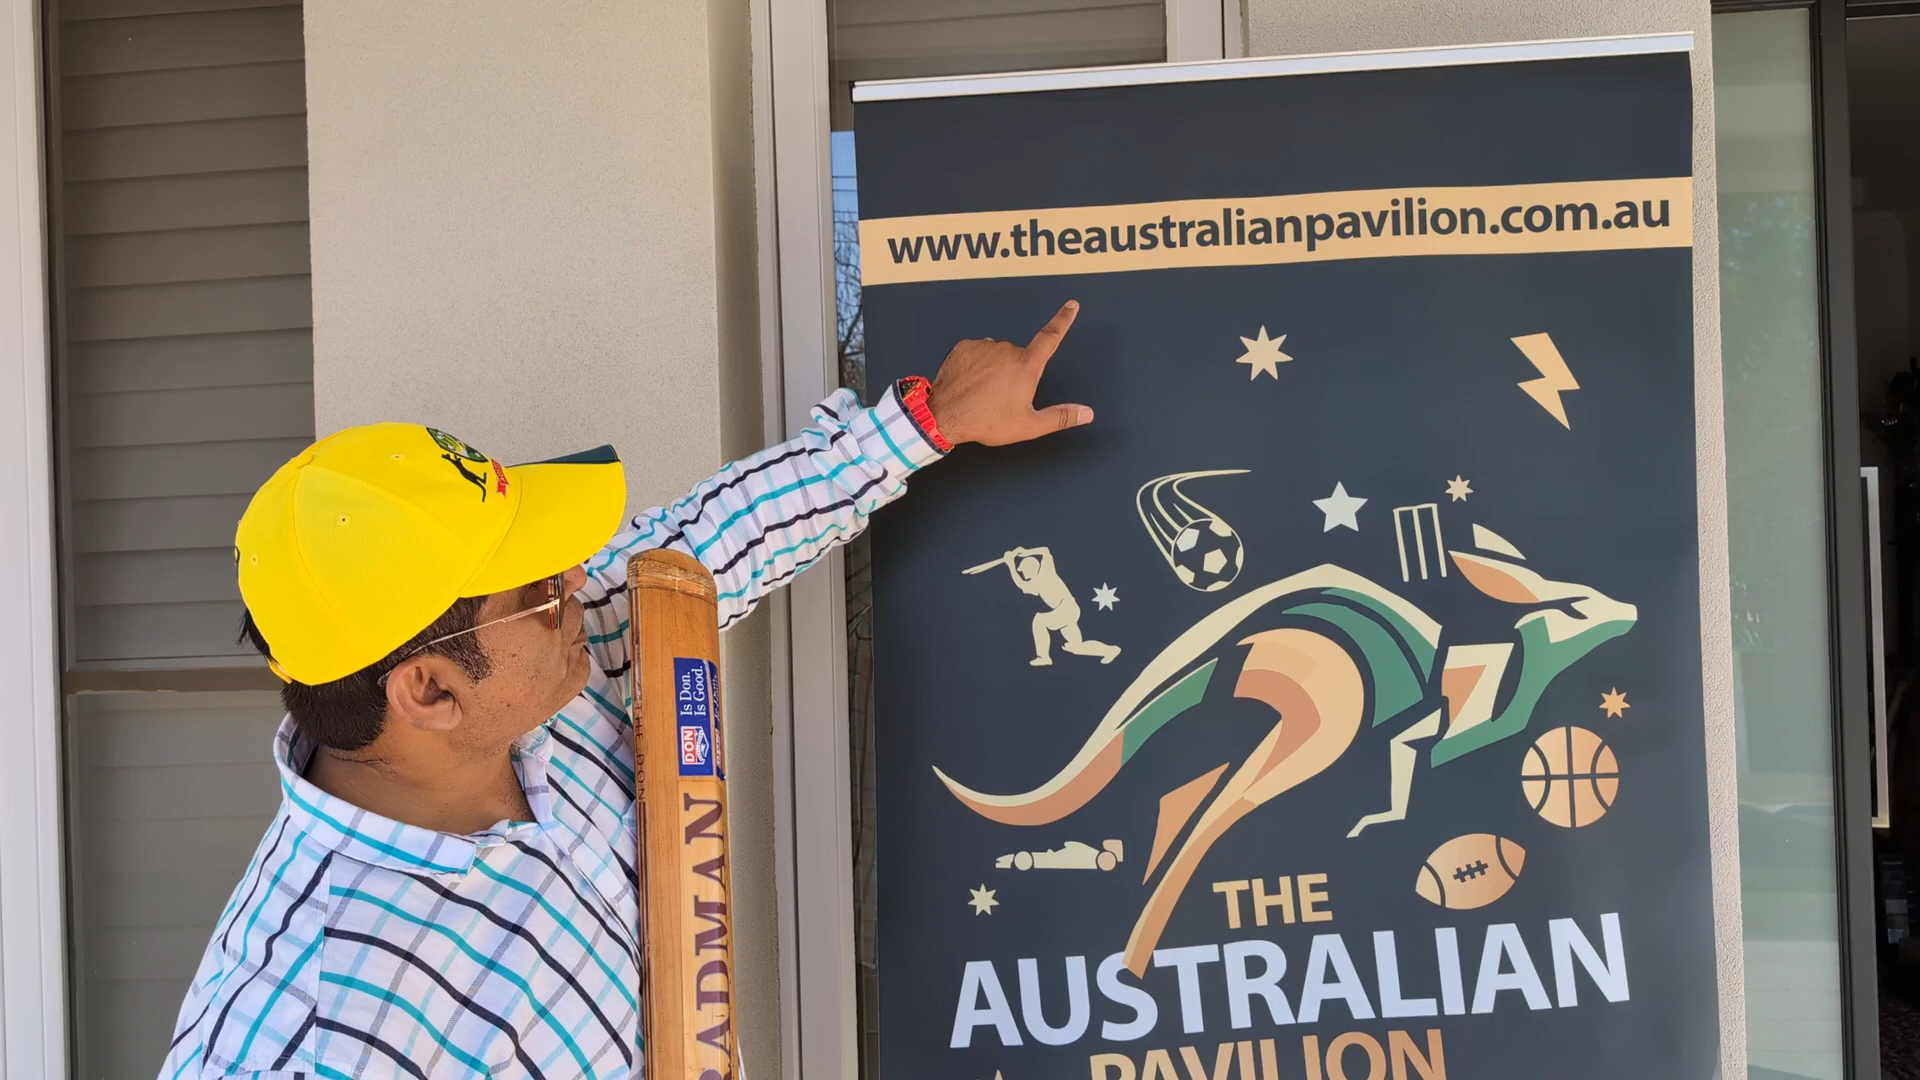 www.theaustralianpavilion.com.au
THE
AUSTRALIAN
PAVILION
Is Don.
Is Good.
DON
THE DON
BRADMAN